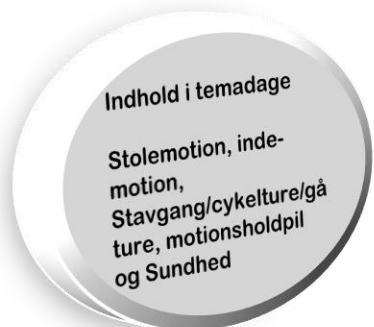 Indhold i temadage
Stolemotion, inde-
motion,
Stavgang/cykelture/gå
ture, motionsholdpil
og Sundhed